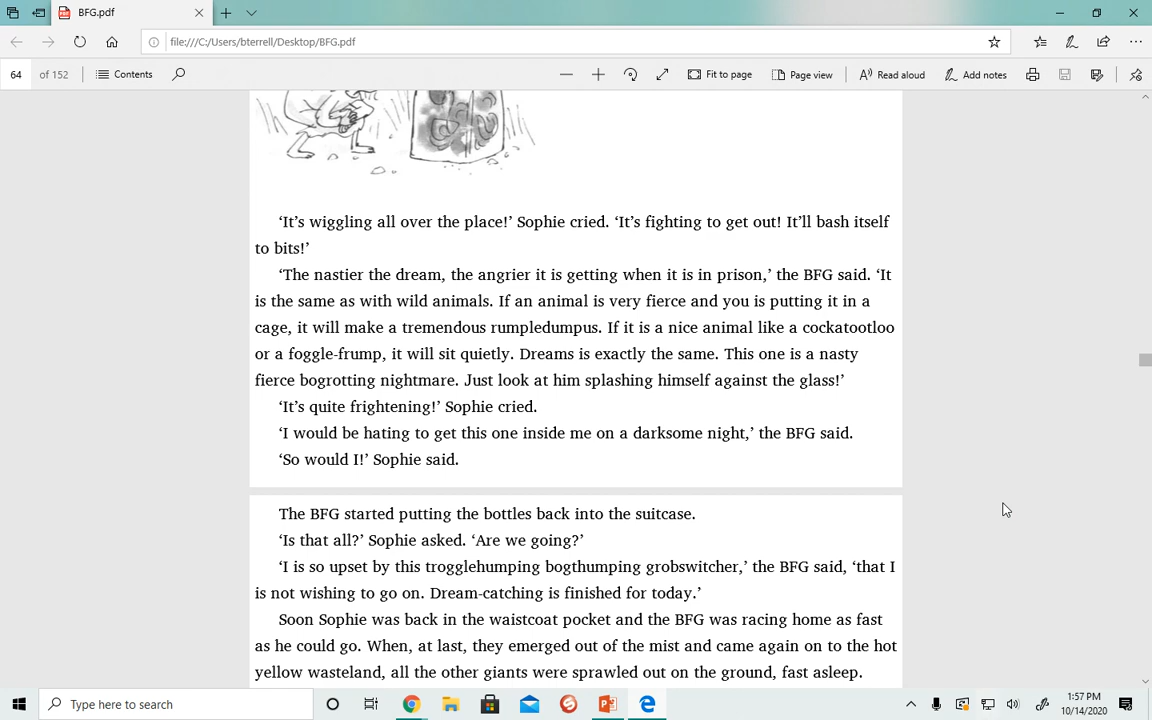 BFG.pdf
file:///C:/Users/bterrell/Desktop/BFG.pdf
64 of 152 Contents Fit to page Page view Read aloud Add notes
‘It’s wiggling all over the place!’ Sophie cried. ‘It’s fighting to get out! It’ll bash itself
to bits!’
‘The nastier the dream, the angrier it is getting when it is in prison,’ the BFG said. ‘It
is the same as with wild animals. If an animal is very fierce and you is putting it in a
cage, it will make a tremendous rumpledumpus. If it is a nice animal like a cockatootloo
or a foggle-frump, it will sit quietly. Dreams is exactly the same. This one is a nasty
fierce bogrotting nightmare. Just look at him splashing himself against the glass!’
‘It’s quite frightening!’ Sophie cried.
‘I would be hating to get this one inside me on a darksome night,’ the BFG said.
‘So would I!’ Sophie said.
The BFG started putting the bottles back into the suitcase.
‘Is that all?’ Sophie asked. ‘Are we going?’
‘I is so upset by this trogglehumping bogthumping grobswitcher,’ the BFG said, ‘that I
is not wishing to go on. Dream-catching is finished for today.’
Soon Sophie was back in the waistcoat pocket and the BFG was racing home as fast
as he could go. When, at last, they emerged out of the mist and came again on to the hot
yellow wasteland, all the other giants were sprawled out on the ground, fast asleep.
Type here to search
1:57 PM
10/14/2020